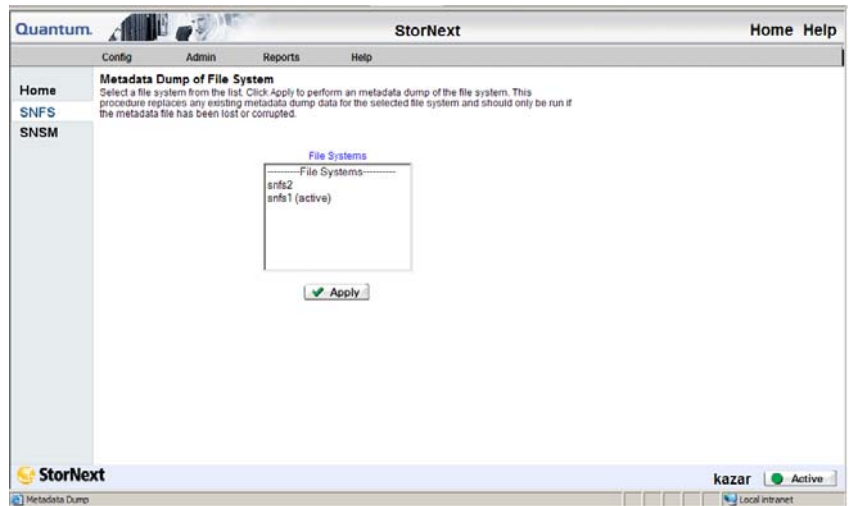 Quantum. StorNext Home Help
Config Admin Reports Help
Home
SNFS
SNSM
Metadata Dump of File System
Select a file system from the list. Click Apply to perform an metadata dump of the file system. This
procedure replaces any existing metadata dump data for the selected file system and should only be run if
the metadata file has been lost or corrupted.
File Systems
----------File Systems----------
snfs2
snfs1 (active)
Apply
StorNext kazar Active
Metadata Dump Local intranet